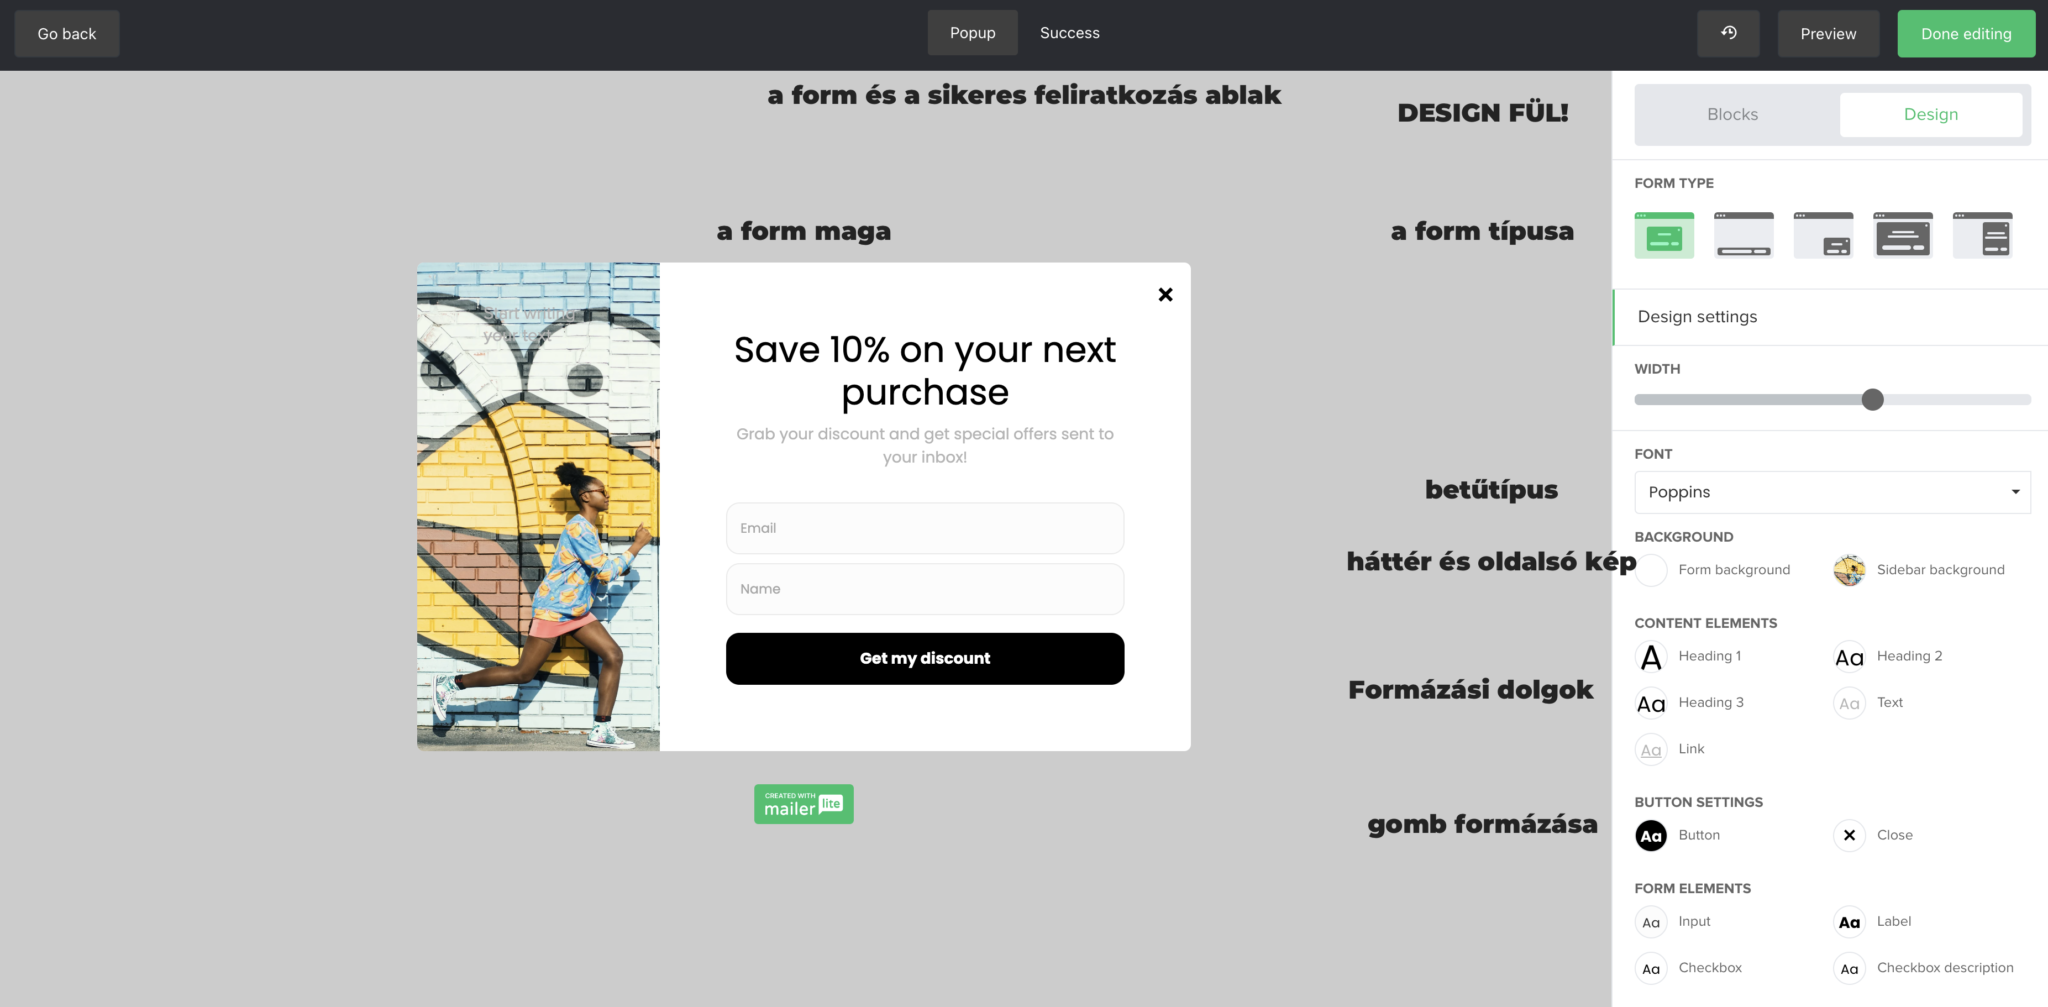 Go back
Popup
Success
Preview
Done editing
a form és a sikeres feliratkozás ablak
DESIGN FÜL!
Blocks
Design
FORM TYPE
a form maga
a form típusa
Start writing
your text
Save 10% on your next
purchase
Grab your discount and get special offers sent to
your inbox!
Email
Name
Get my discount
CREATED WITH
mailer lite
Design settings
WIDTH
FONT
betűtípus
Poppins
BACKGROUND
háttér és oldalsó kép
Form background
Sidebar background
CONTENT ELEMENTS
A Heading 1
Aa Heading 2
Formázási dolgok
Aa Heading 3
Aa Text
Aa Link
BUTTON SETTINGS
gomb formázása
Aa Button
Close
FORM ELEMENTS
Aa Input
Aa Label
Aa Checkbox
Aa Checkbox description